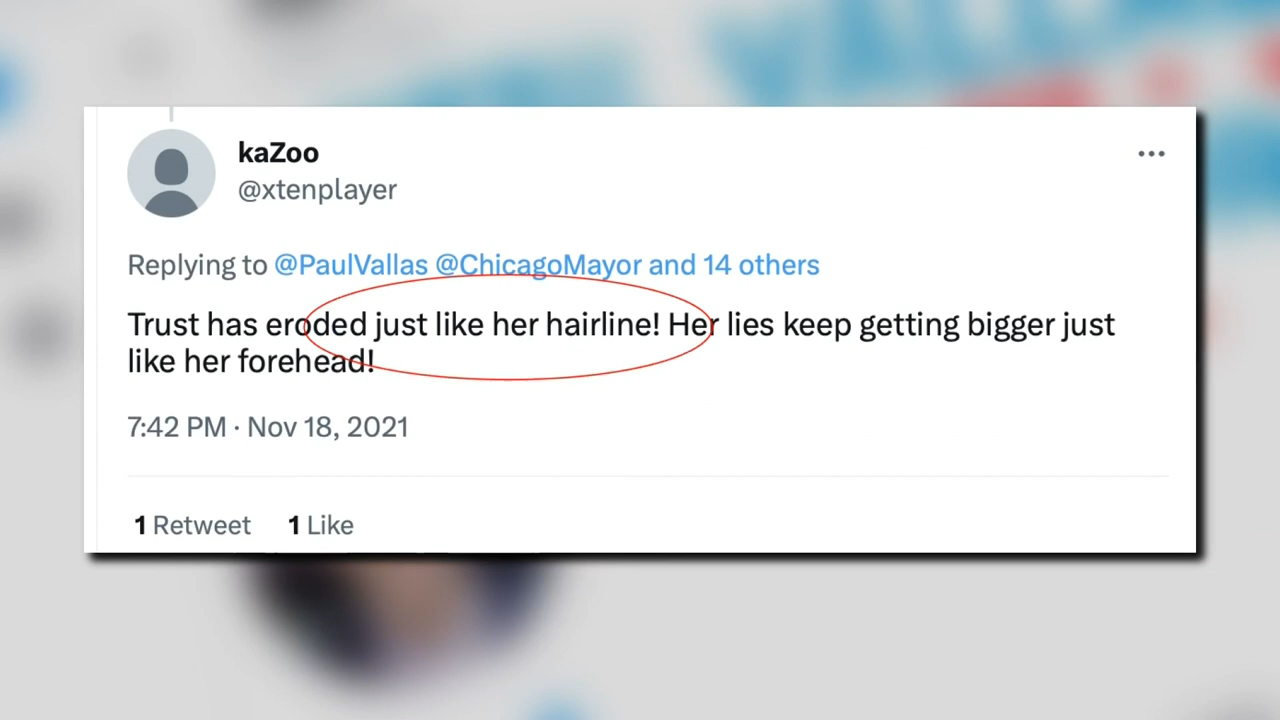 kaZoo
@xtenplayer
Replying to @PaulVallas @ChicagoMayor and 14 others
Trust has eroded just like her hairline! Her lies keep getting bigger just
like her forehead!
7:42 PM · Nov 18, 2021
1 Retweet 1 Like